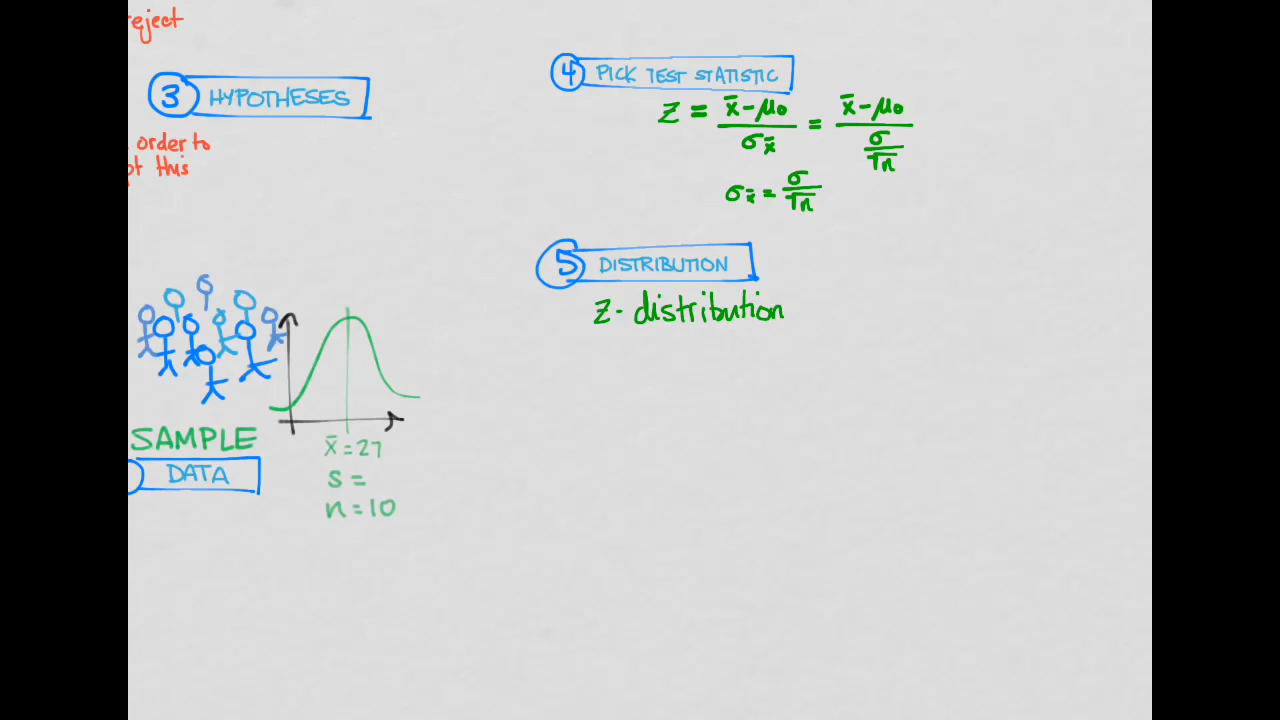 reject
3 HYPOTHESES
order to
this
SAMPLE
DATA
x̄ = 27
s =
n = 10
4 PICK TEST STATISTIC
z = (x̄ - μ₀)/σx̄ = (x̄ - μ₀)/(σ/√n)
σx̄ = σ/√n
5 DISTRIBUTION
z - distribution